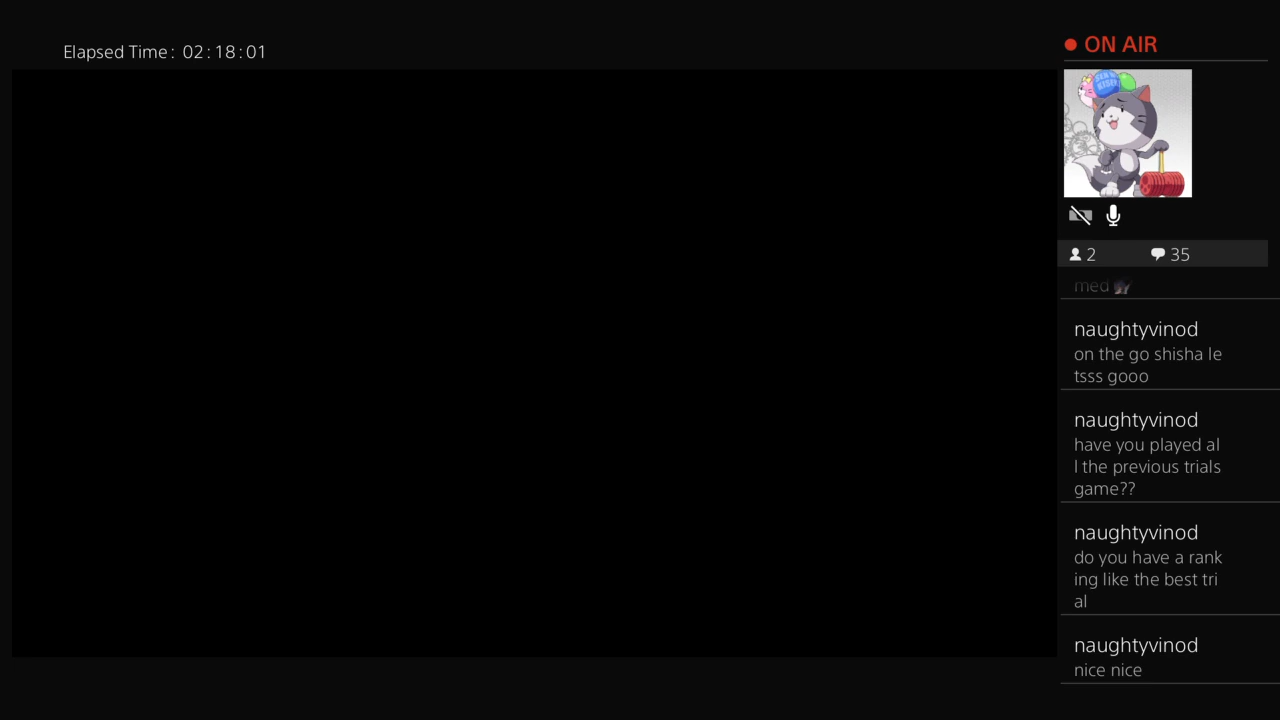 Elapsed Time: 02:18:01
ON AIR
2
35
med
naughtyvinod
on the go shisha le
tsss gooo
naughtyvinod
have you played al
l the previous trials
game??
naughtyvinod
do you have a rank
ing like the best tri
al
naughtyvinod
nice nice